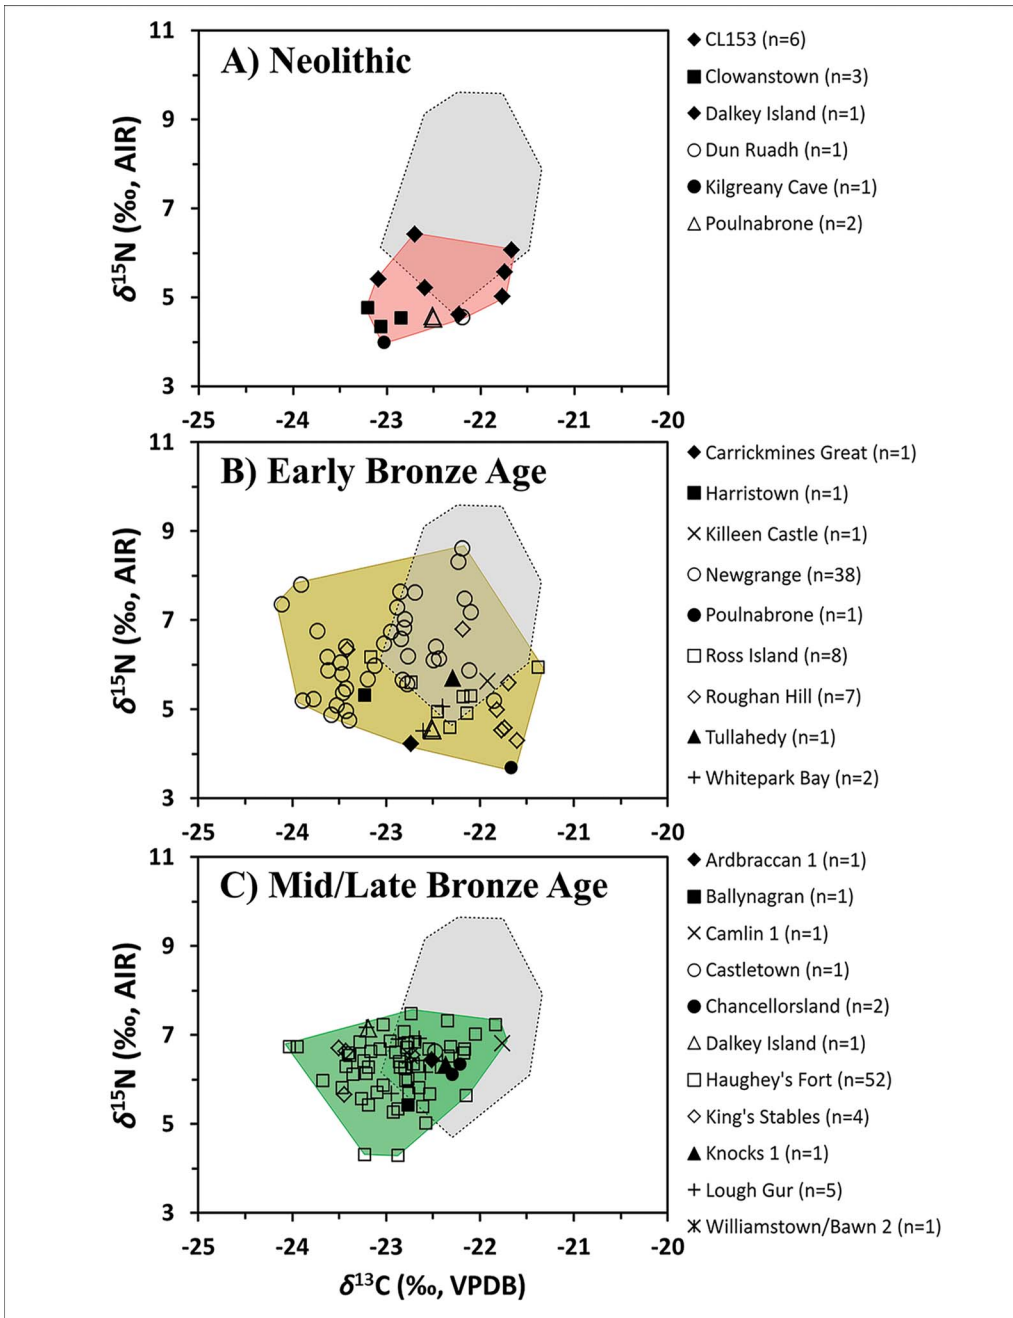 A) Neolithic
11
9
7
5
3
δ15N (‰, AIR)
-25 -24 -23 -22 -21 -20
CL153 (n=6)
Clowanstown (n=3)
Dalkey Island (n=1)
Dun Ruadh (n=1)
Kilgreany Cave (n=1)
Poulnabrone (n=2)
B) Early Bronze Age
11
9
7
5
3
δ15N (‰, AIR)
-25 -24 -23 -22 -21 -20
Carrickmines Great (n=1)
Harristown (n=1)
Killeen Castle (n=1)
Newgrange (n=38)
Poulnabrone (n=1)
Ross Island (n=8)
Roughan Hill (n=7)
Tullahedy (n=1)
Whitepark Bay (n=2)
C) Mid/Late Bronze Age
11
9
7
5
3
δ15N (‰, AIR)
-25 -24 -23 -22 -21 -20
δ13C (‰, VPDB)
Ardbraccan 1 (n=1)
Ballynagran (n=1)
Camlin 1 (n=1)
Castletown (n=1)
Chancellorsland (n=2)
Dalkey Island (n=1)
Haughey's Fort (n=52)
King's Stables (n=4)
Knocks 1 (n=1)
Lough Gur (n=5)
Williamstown/Bawn 2 (n=1)